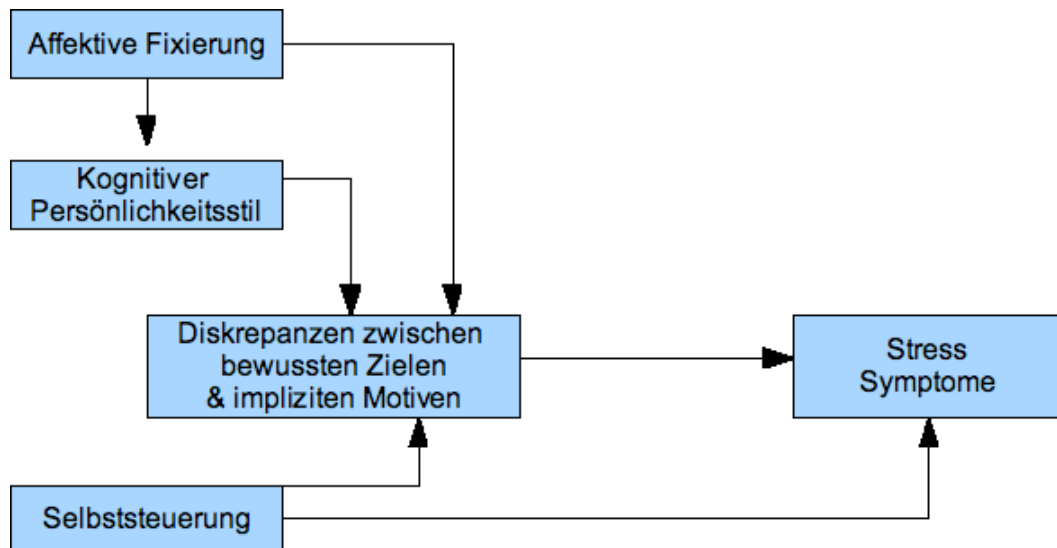 Affektive Fixierung
Kognitiver
Persönlichkeitsstil
Diskrepanzen zwischen
bewussten Zielen
& impliziten Motiven
Stress
Symptome
Selbststeuerung